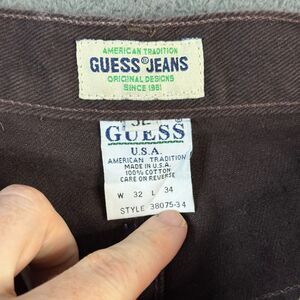 AMERICAN TRADITION
GUESS® JEANS
ORIGINAL DESIGNS
SINCE 1981
GUESS
U.S.A.
AMERICAN TRADITION
MADE IN U.S.A.
100% COTTON
CARE ON REVERSE
W 32 L 34
STYLE 38075-34